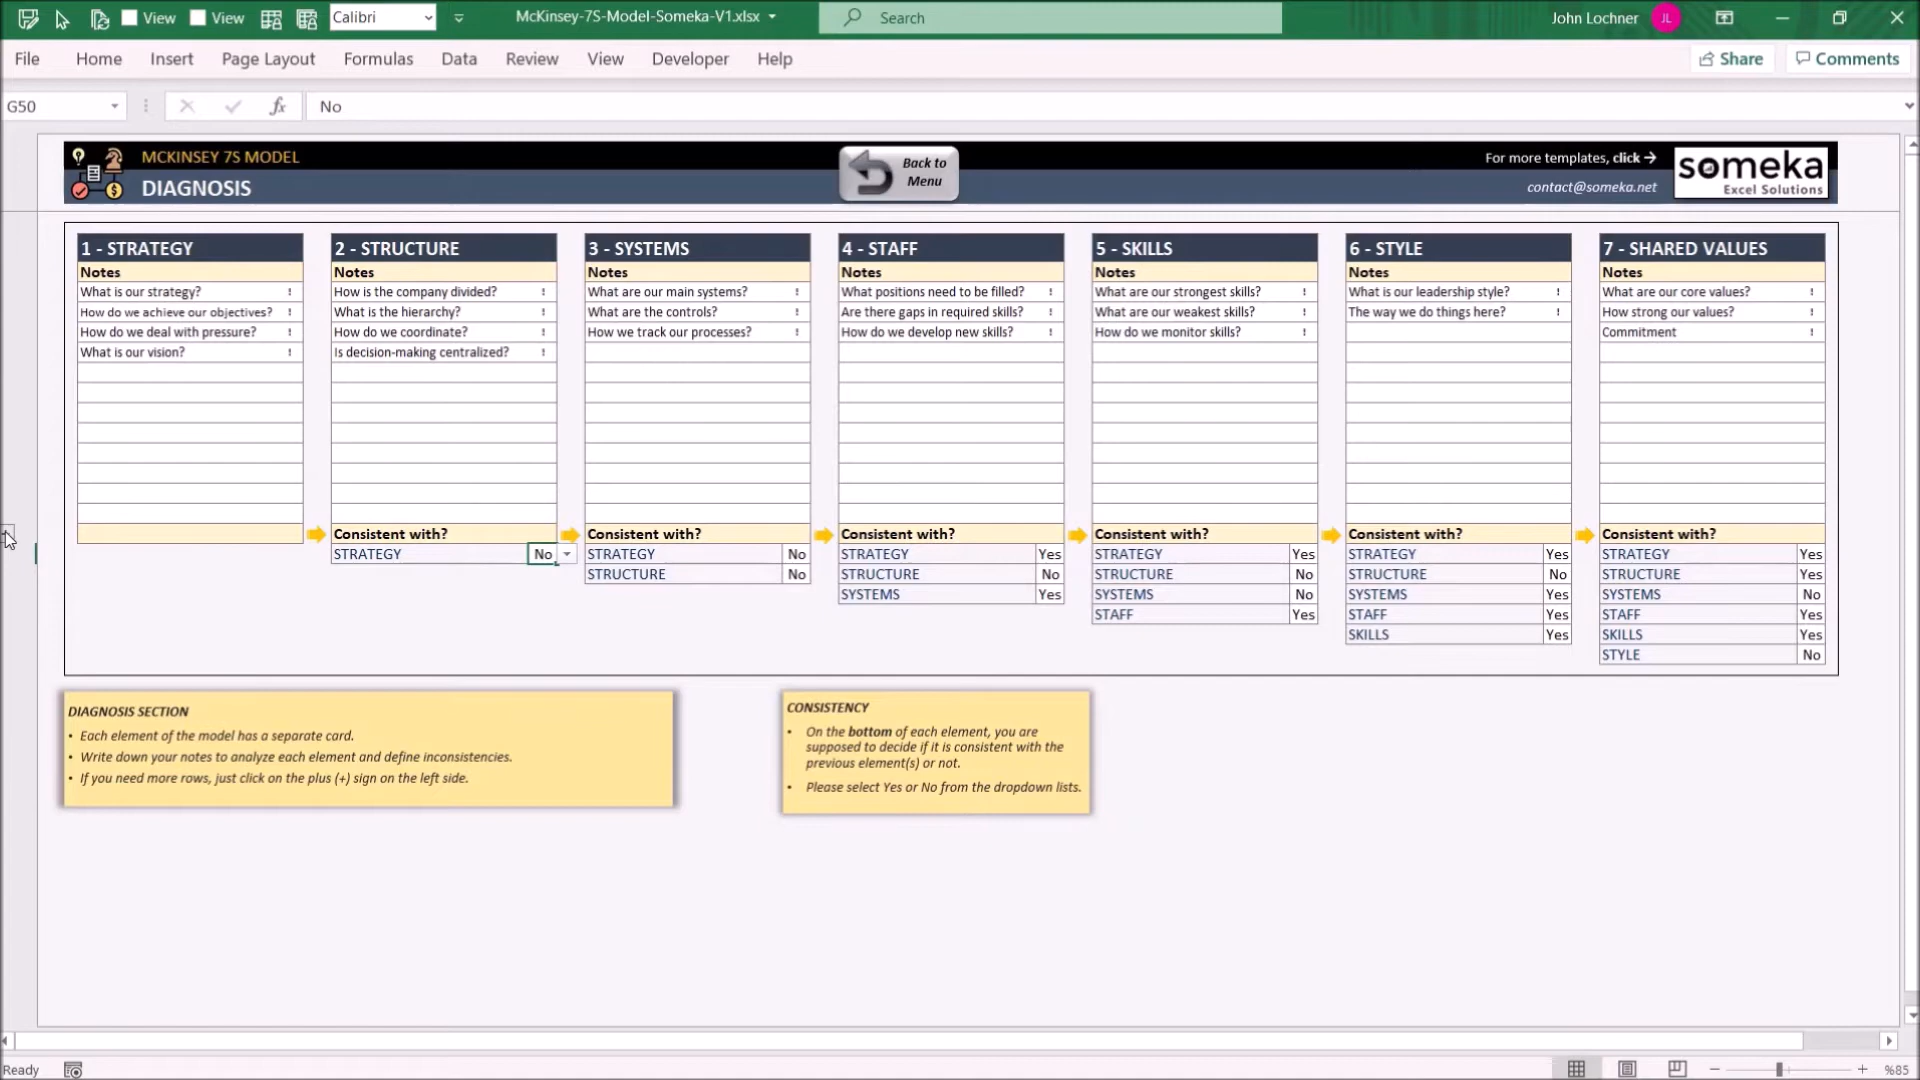 View
View
Calibri
McKinsey-7S-Model-Someka-V1.xlsx
Search
John Lochner
JL
File
Home
Insert
Page Layout
Formulas
Data
Review
View
Developer
Help
Share
Comments
G50
fx
No
MCKINSEY 7S MODEL
DIAGNOSIS
Back to
Menu
For more templates, click →
contact@someka.net
someka
Excel Solutions
1 - STRATEGY
Notes
What is our strategy? !
How do we achieve our objectives? !
How do we deal with pressure? !
What is our vision? !
2 - STRUCTURE
Notes
How is the company divided? !
What is the hierarchy? !
How do we coordinate? !
Is decision-making centralized? !
Consistent with?
STRATEGY No
3 - SYSTEMS
Notes
What are our main systems? !
What are the controls? !
How we track our processes? !
Consistent with?
STRATEGY No
STRUCTURE No
4 - STAFF
Notes
What positions need to be filled? !
Are there gaps in required skills? !
How do we develop new skills? !
Consistent with?
STRATEGY Yes
STRUCTURE No
SYSTEMS Yes
5 - SKILLS
Notes
What are our strongest skills? !
What are our weakest skills? !
How do we monitor skills? !
Consistent with?
STRATEGY Yes
STRUCTURE No
SYSTEMS No
STAFF Yes
6 - STYLE
Notes
What is our leadership style? !
The way we do things here? !
Consistent with?
STRATEGY Yes
STRUCTURE No
SYSTEMS Yes
STAFF Yes
SKILLS Yes
7 - SHARED VALUES
Notes
What are our core values? !
How strong our values? !
Commitment !
Consistent with?
STRATEGY Yes
STRUCTURE Yes
SYSTEMS No
STAFF Yes
SKILLS Yes
STYLE No
DIAGNOSIS SECTION
• Each element of the model has a separate card.
• Write down your notes to analyze each element and define inconsistencies.
• If you need more rows, just click on the plus (+) sign on the left side.
CONSISTENCY
• On the bottom of each element, you are
supposed to decide if it is consistent with the
previous element(s) or not.
• Please select Yes or No from the dropdown lists.
Ready
%85